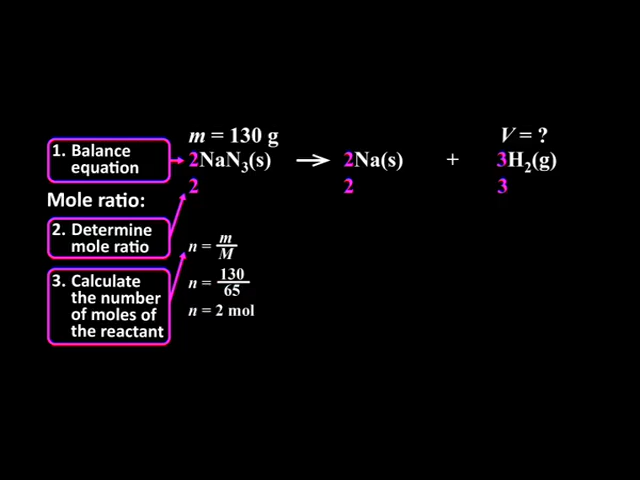 m = 130 g
V = ?
1. Balance
equation
2NaN₃(s) → 2Na(s) + 3H₂(g)
2 2 3
Mole ratio:
2. Determine
mole ratio
n = m/M
3. Calculate
the number
of moles of
the reactant
n = 130/65
n = 2 mol